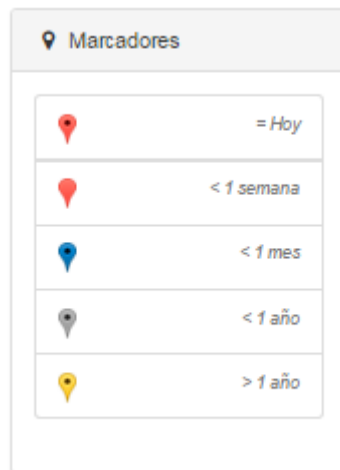 Marcadores
= Hoy
< 1 semana
< 1 mes
< 1 año
> 1 año